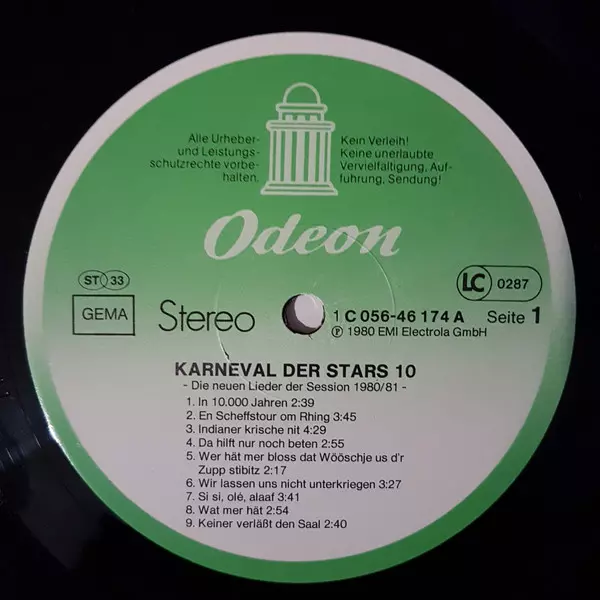 Alle Urheber-
und Leistungs-
schutzrechte vorbe-
halten.
Kein Verleih!
Keine unerlaubte
Vervielfältigung, Auf-
führung, Sendung!
Odeon
ST 33
GEMA
Stereo
LC 0287
1 C 056-46 174 A
Ⓟ 1980 EMI Electrola GmbH
Seite 1
KARNEVAL DER STARS 10
- Die neuen Lieder der Session 1980/81 -
1. In 10.000 Jahren 2:39
2. En Scheffstour om Rhing 3:45
3. Indianer krische nit 4:29
4. Da hilft nur noch beten 2:55
5. Wer hät mer bloss dat Wööschje us d'r
Zupp stibitz 2:17
6. Wir lassen uns nicht unterkriegen 3:27
7. Si si, olé, alaaf 3:41
8. Wat mer hät 2:54
9. Keiner verläßt den Saal 2:40